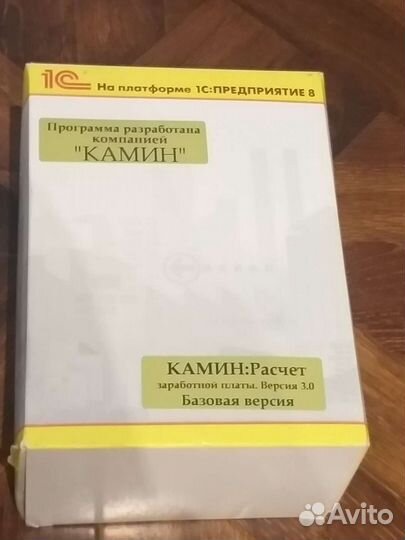 1С® На платформе 1С:ПРЕДПРИЯТИЕ 8
Программа разработана
компанией
"КАМИН"
КАМИН:Расчет
заработной платы. Версия 3.0
Базовая версия
Avito